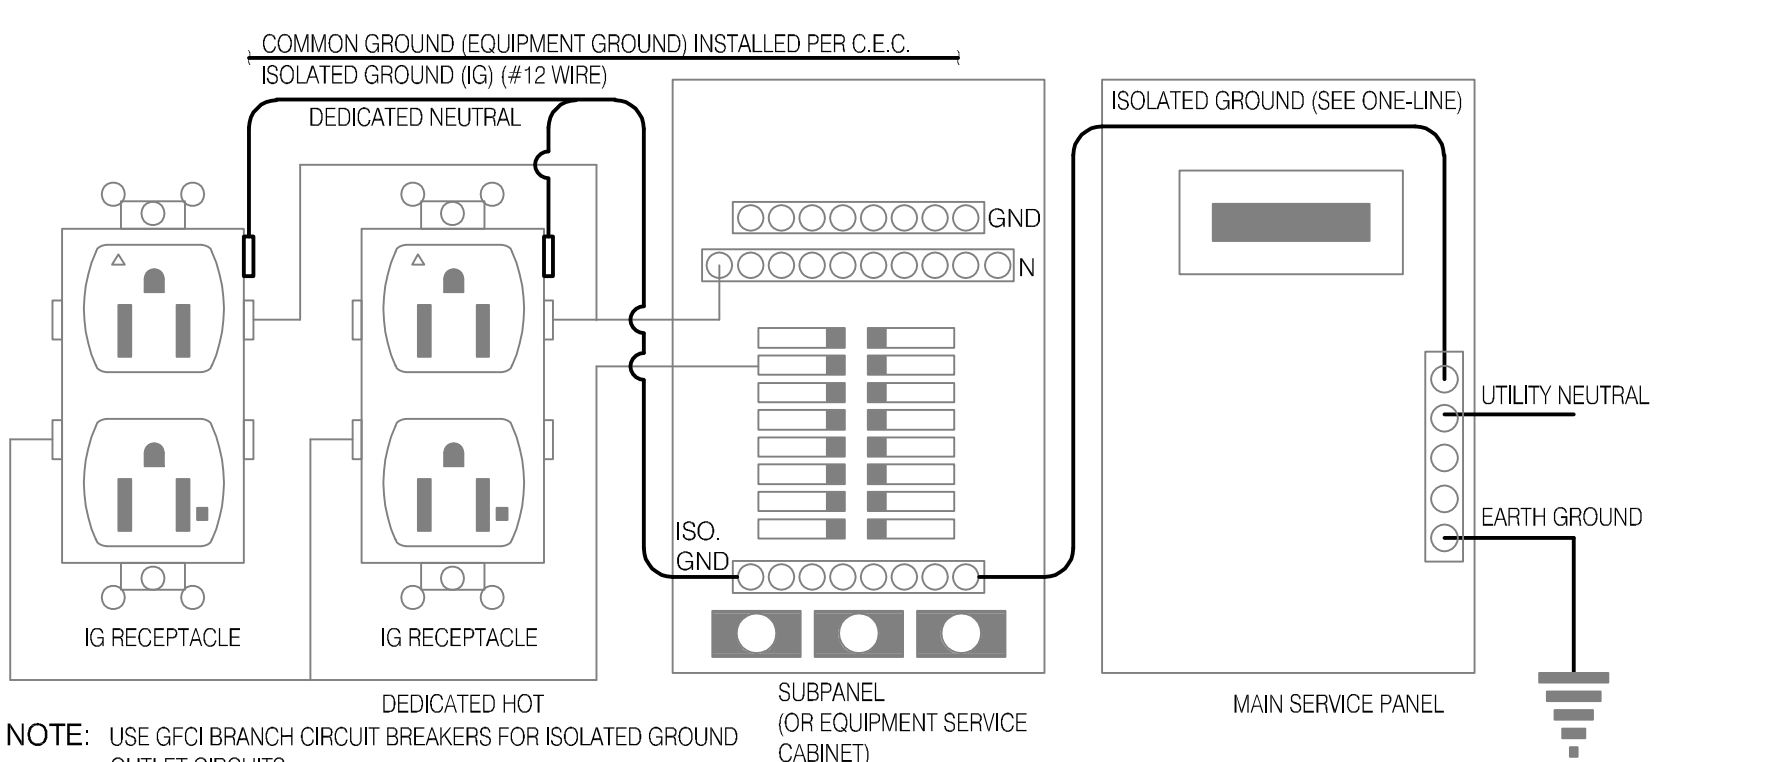 COMMON GROUND (EQUIPMENT GROUND) INSTALLED PER C.E.C.
ISOLATED GROUND (IG) (#12 WIRE)
DEDICATED NEUTRAL
ISOLATED GROUND (SEE ONE-LINE)
GND
N
UTILITY NEUTRAL
EARTH GROUND
ISO.
GND
IG RECEPTACLE
IG RECEPTACLE
DEDICATED HOT
SUBPANEL
(OR EQUIPMENT SERVICE
CABINET)
MAIN SERVICE PANEL
NOTE: USE GFCI BRANCH CIRCUIT BREAKERS FOR ISOLATED GROUND
OUTLET CIRCUITS